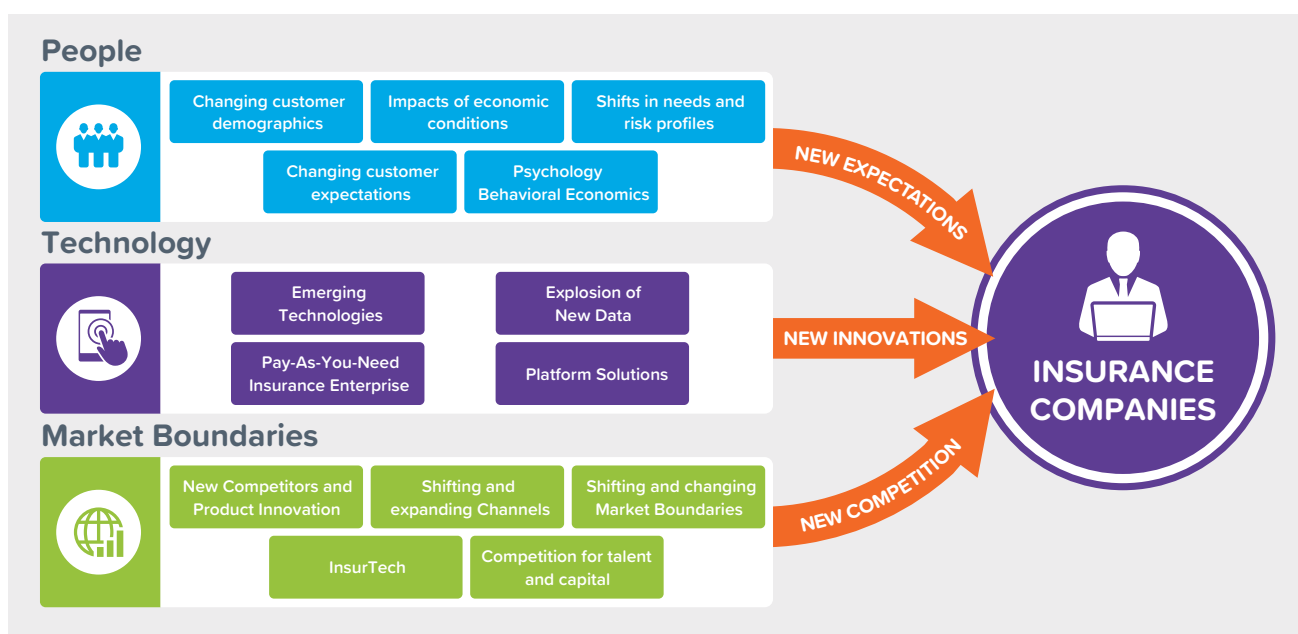 People
Changing customer
demographics
Impacts of economic
conditions
Shifts in needs and
risk profiles
Changing customer
expectations
Psychology
Behavioral Economics
NEW EXPECTATIONS
Technology
Emerging
Technologies
Explosion of
New Data
Pay-As-You-Need
Insurance Enterprise
Platform Solutions
NEW INNOVATIONS
INSURANCE
COMPANIES
Market Boundaries
New Competitors and
Product Innovation
Shifting and
expanding Channels
Shifting and changing
Market Boundaries
InsurTech
Competition for talent
and capital
NEW COMPETITION